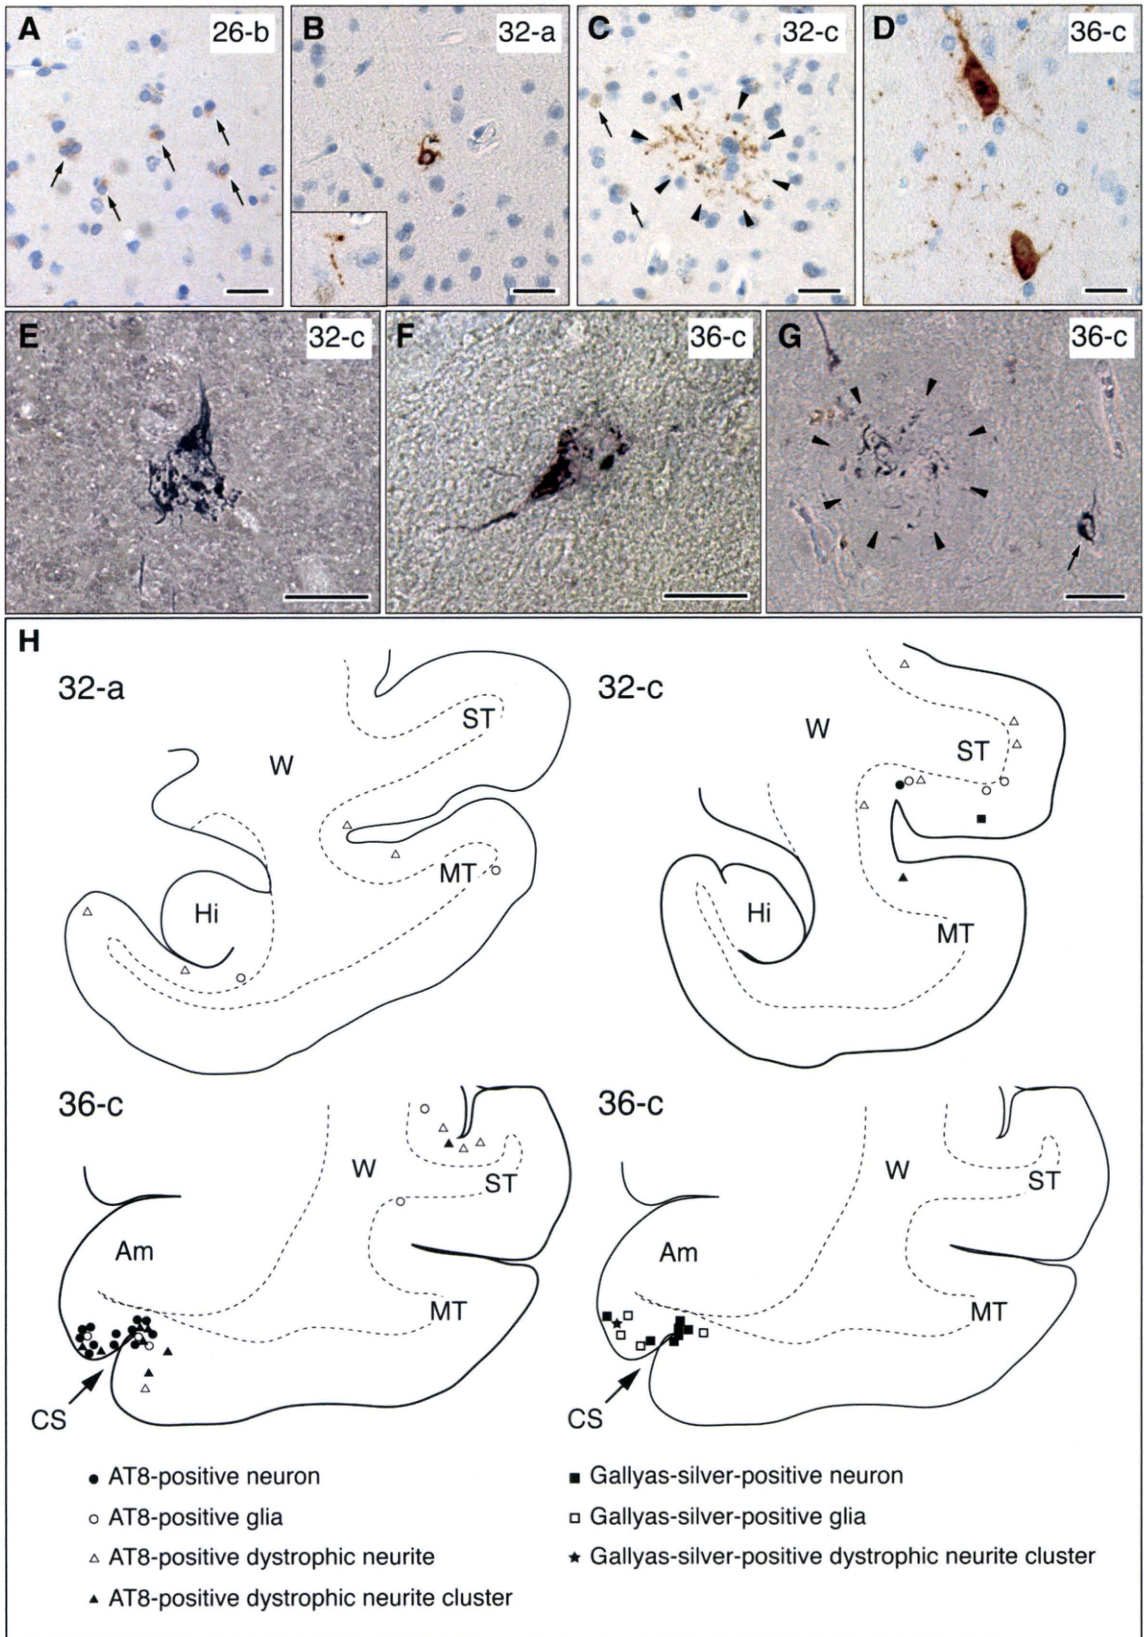 A
26-b
B
32-a
C
32-c
D
36-c
E
32-c
F
36-c
G
36-c
H
32-a
32-c
W
ST
MT
Hi
W
ST
MT
Hi
36-c
36-c
W
ST
Am
MT
CS
W
ST
Am
MT
CS
AT8-positive neuron
AT8-positive glia
AT8-positive dystrophic neurite
AT8-positive dystrophic neurite cluster
Gallyas-silver-positive neuron
Gallyas-silver-positive glia
Gallyas-silver-positive dystrophic neurite cluster